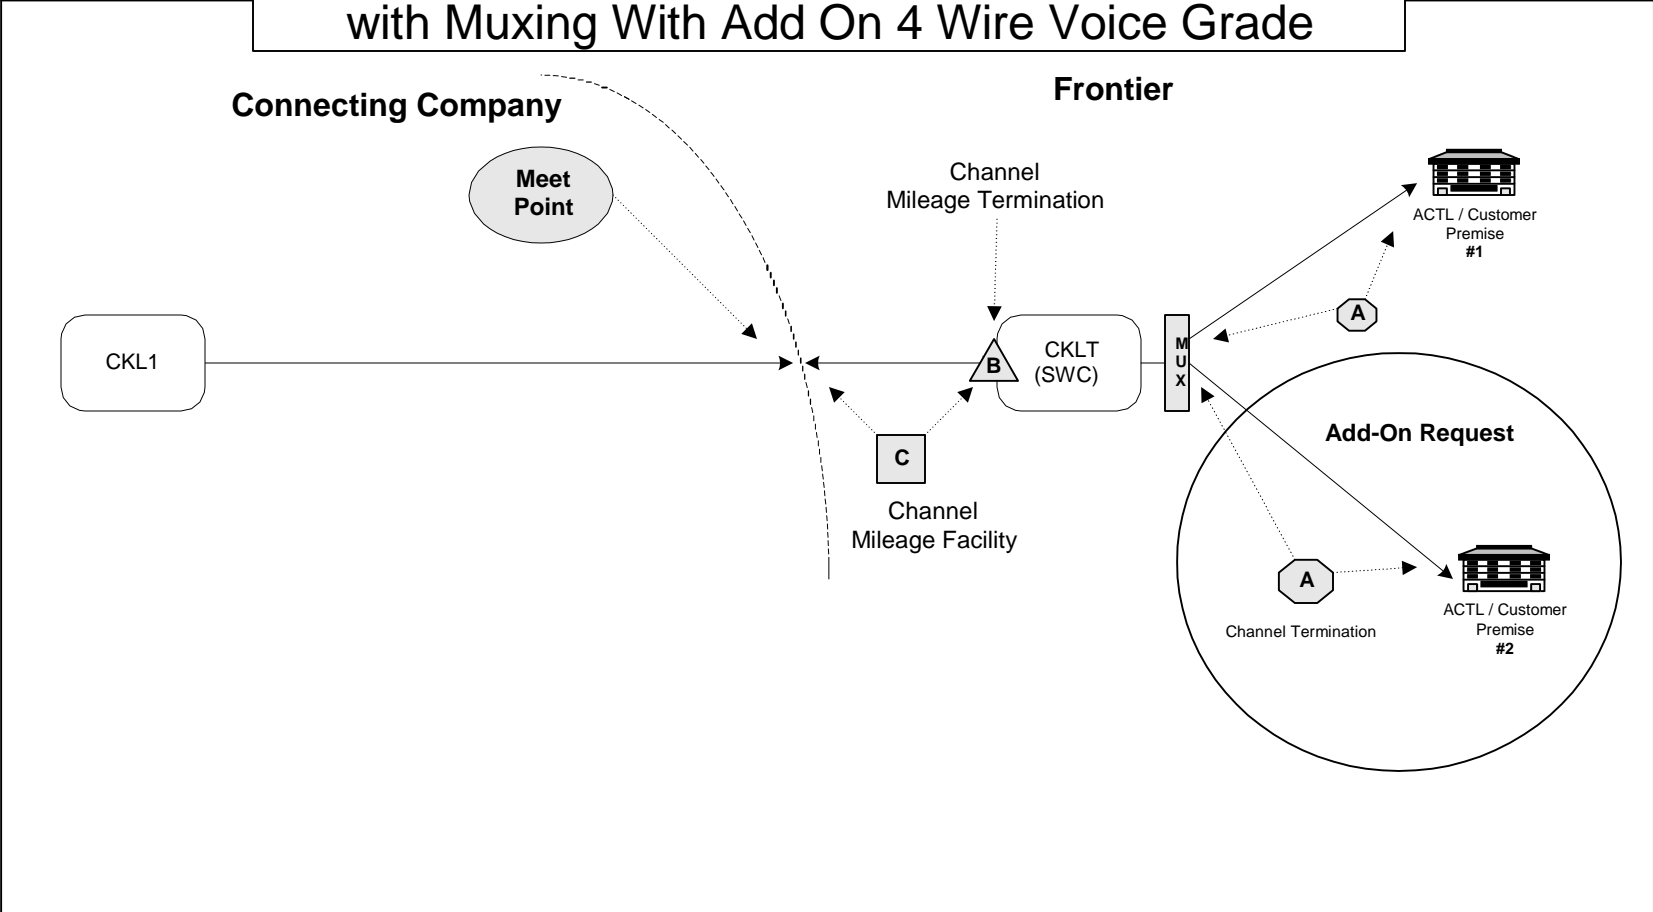 with Muxing With Add On 4 Wire Voice Grade
Connecting Company
Frontier
Meet
Point
Channel
Mileage Termination
ACTL / Customer
Premise
#1
A
CKL1
B
CKLT
(SWC)
M
U
X
C
Channel
Mileage Facility
Add-On Request
A
Channel Termination
ACTL / Customer
Premise
#2